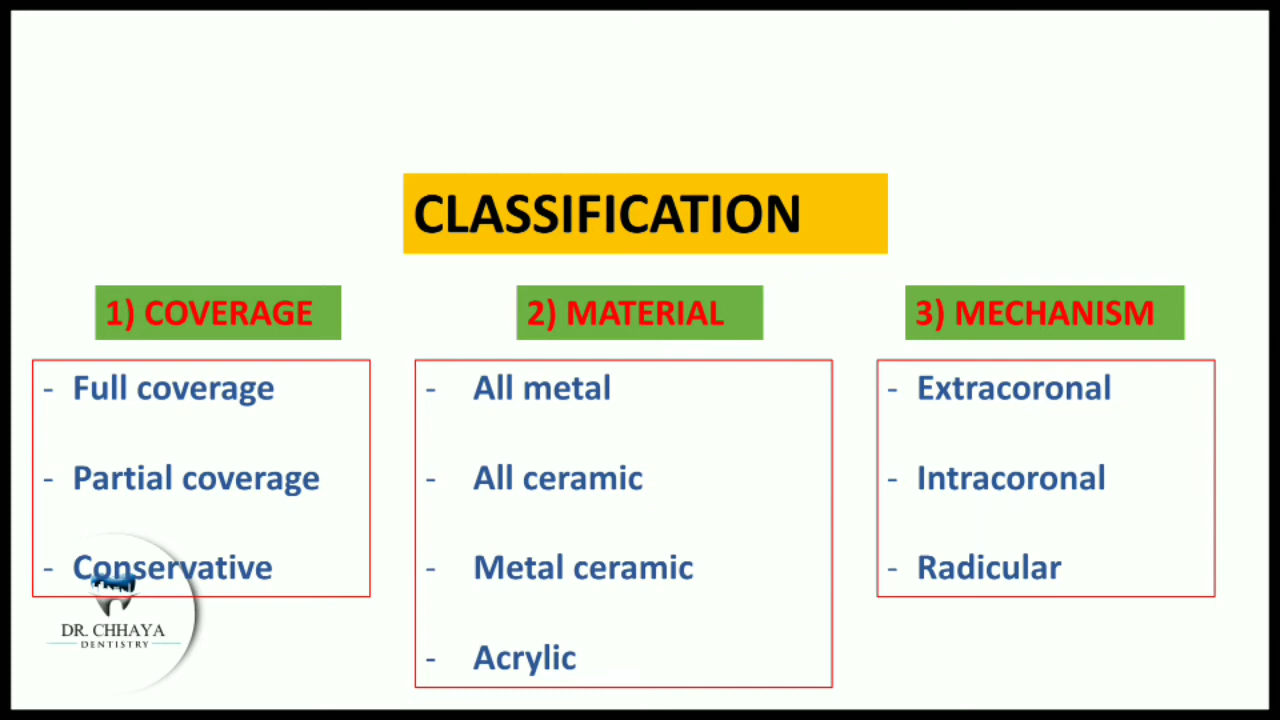 CLASSIFICATION
1) COVERAGE
- Full coverage
- Partial coverage
- Conservative
2) MATERIAL
- All metal
- All ceramic
- Metal ceramic
- Acrylic
3) MECHANISM
- Extracoronal
- Intracoronal
- Radicular
DR. CHHAYA
DENTISTRY